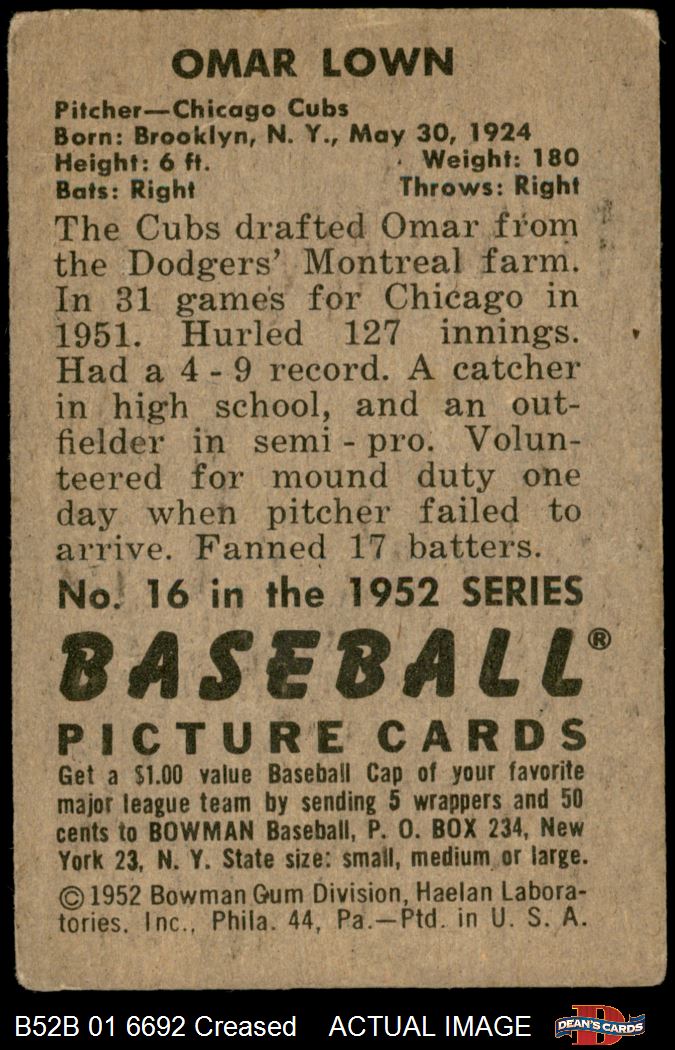 OMAR LOWN
Pitcher—Chicago Cubs
Born: Brooklyn, N. Y., May 30, 1924
Height: 6 ft. Weight: 180
Bats: Right Throws: Right
The Cubs drafted Omar from
the Dodgers’ Montreal farm.
In 31 games for Chicago in
1951. Hurled 127 innings.
Had a 4 - 9 record. A catcher
in high school, and an out-
fielder in semi - pro. Volun-
teered for mound duty one
day when pitcher failed to
arrive. Fanned 17 batters.
No. 16 in the 1952 SERIES
BASEBALL®
PICTURE CARDS
Get a $1.00 value Baseball Cap of your favorite
major league team by sending 5 wrappers and 50
cents to BOWMAN Baseball, P. O. BOX 234, New
York 23, N. Y. State size: small, medium or large.
©1952 Bowman Gum Division, Haelan Labora-
tories, Inc., Phila. 44, Pa.—Ptd. in U. S. A.
B52B 01 6692 Creased ACTUAL IMAGE DEAN'S CARDS